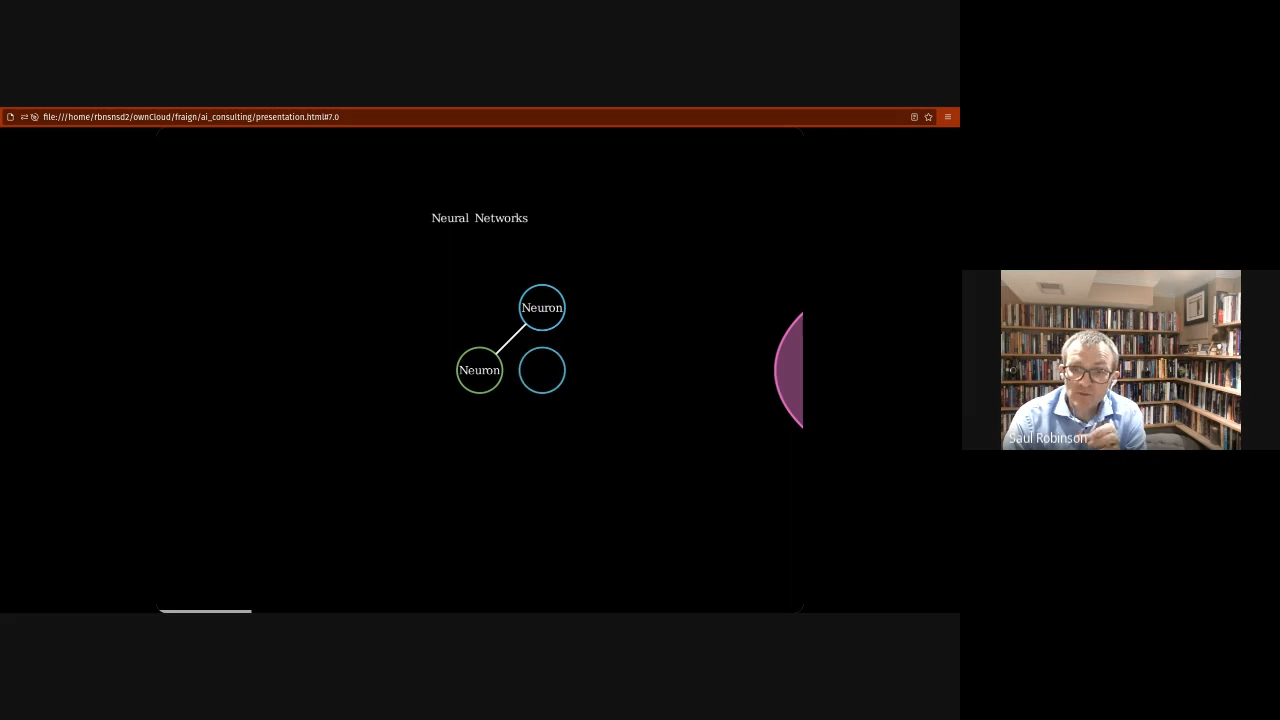 file:///home/rbnsnsd2/ownCloud/fraign/ai_consulting/presentation.html#7.0
Neural Networks
Neuron
Neuron
Saul Robinson